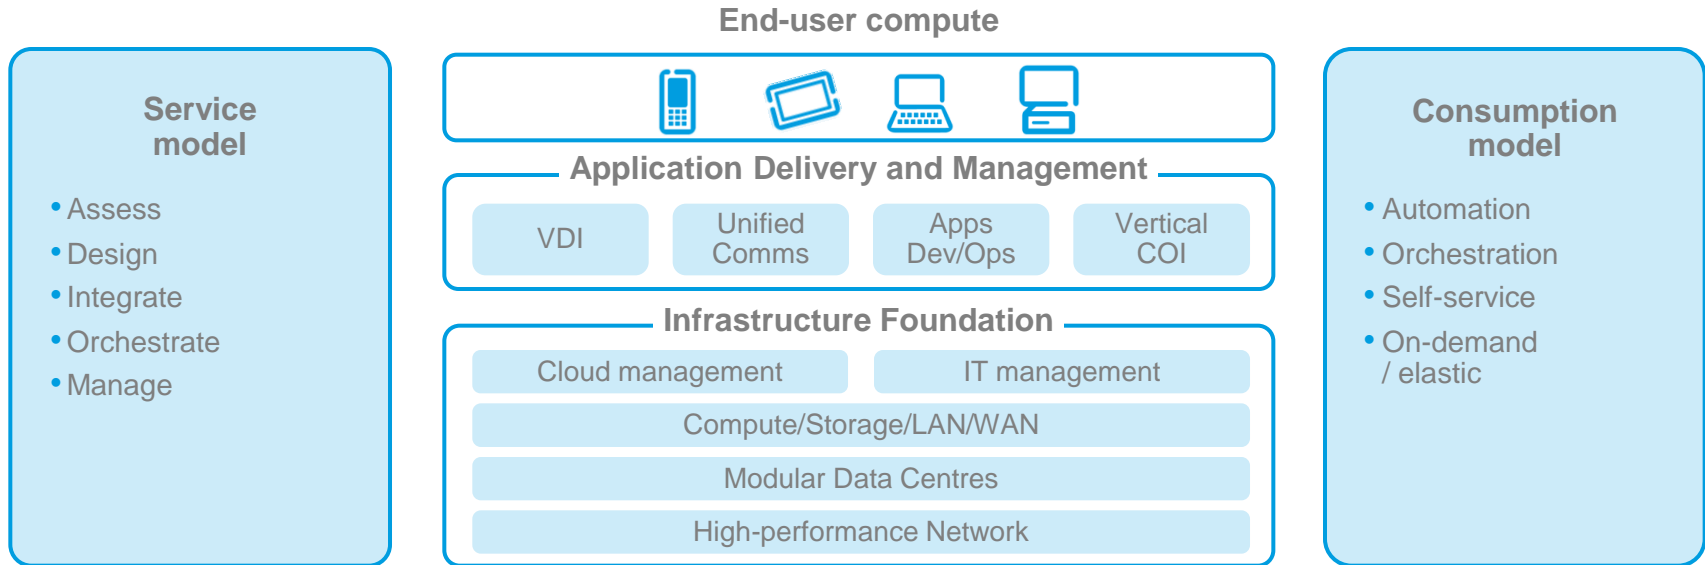 End-user compute
Service
model
• Assess
• Design
• Integrate
• Orchestrate
• Manage
Application Delivery and Management
VDI
Unified
Comms
Apps
Dev/Ops
Vertical
COI
Infrastructure Foundation
Cloud management
IT management
Compute/Storage/LAN/WAN
Modular Data Centres
High-performance Network
Consumption
model
• Automation
• Orchestration
• Self-service
• On-demand
/ elastic